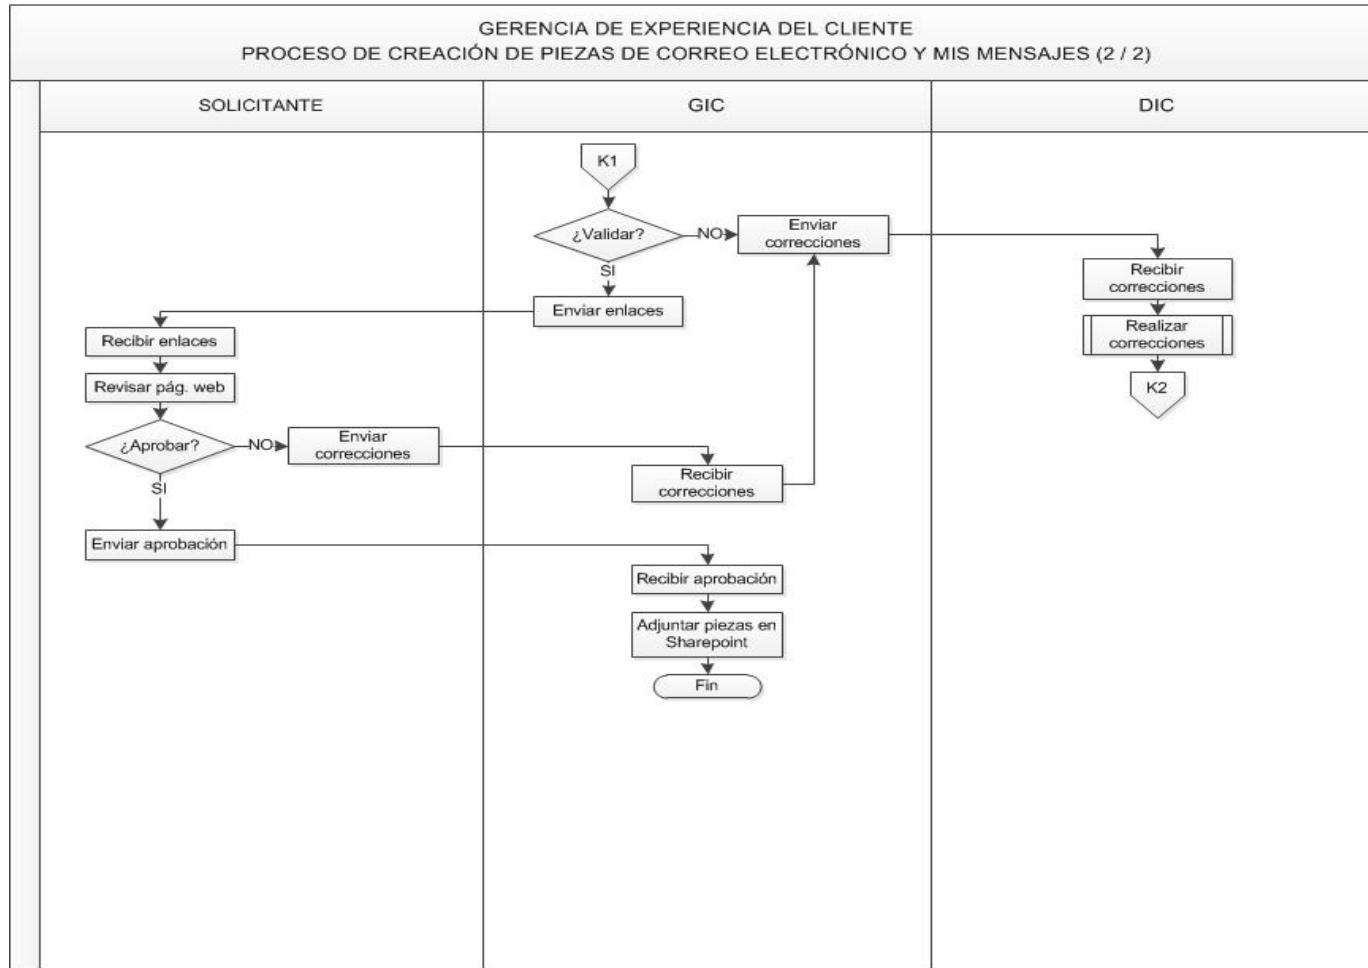 GERENCIA DE EXPERIENCIA DEL CLIENTE
PROCESO DE CREACIÓN DE PIEZAS DE CORREO ELECTRÓNICO Y MIS MENSAJES (2 / 2)
SOLICITANTE
GIC
DIC
K1
¿Validar?
NO
Enviar
correcciones
SI
Enviar enlaces
Recibir
correcciones
Realizar
correcciones
K2
Recibir enlaces
Revisar pág. web
¿Aprobar?
NO
Enviar
correcciones
Recibir
correcciones
SI
Enviar aprobación
Recibir aprobación
Adjuntar piezas en
Sharepoint
Fin